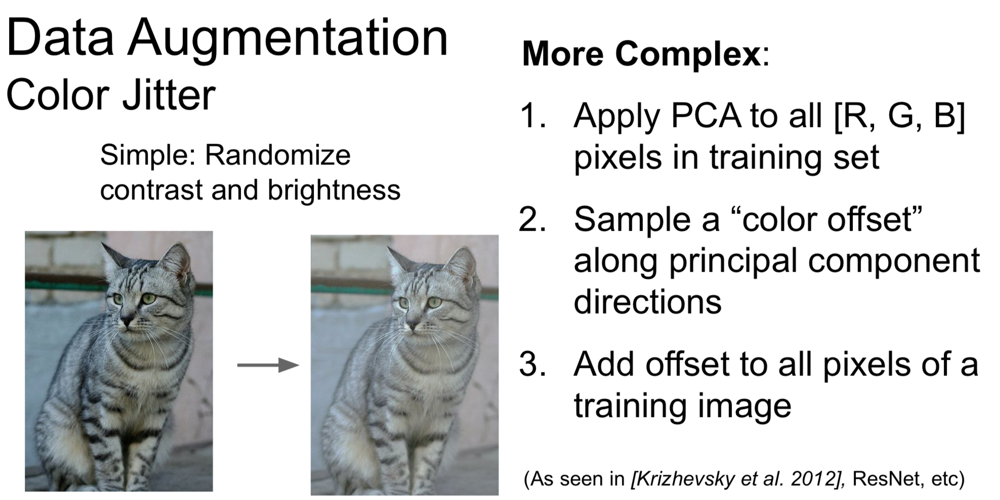 Data Augmentation
Color Jitter
Simple: Randomize
contrast and brightness
More Complex:
1. Apply PCA to all [R, G, B]
pixels in training set
2. Sample a “color offset”
along principal component
directions
3. Add offset to all pixels of a
training image
(As seen in [Krizhevsky et al. 2012], ResNet, etc)